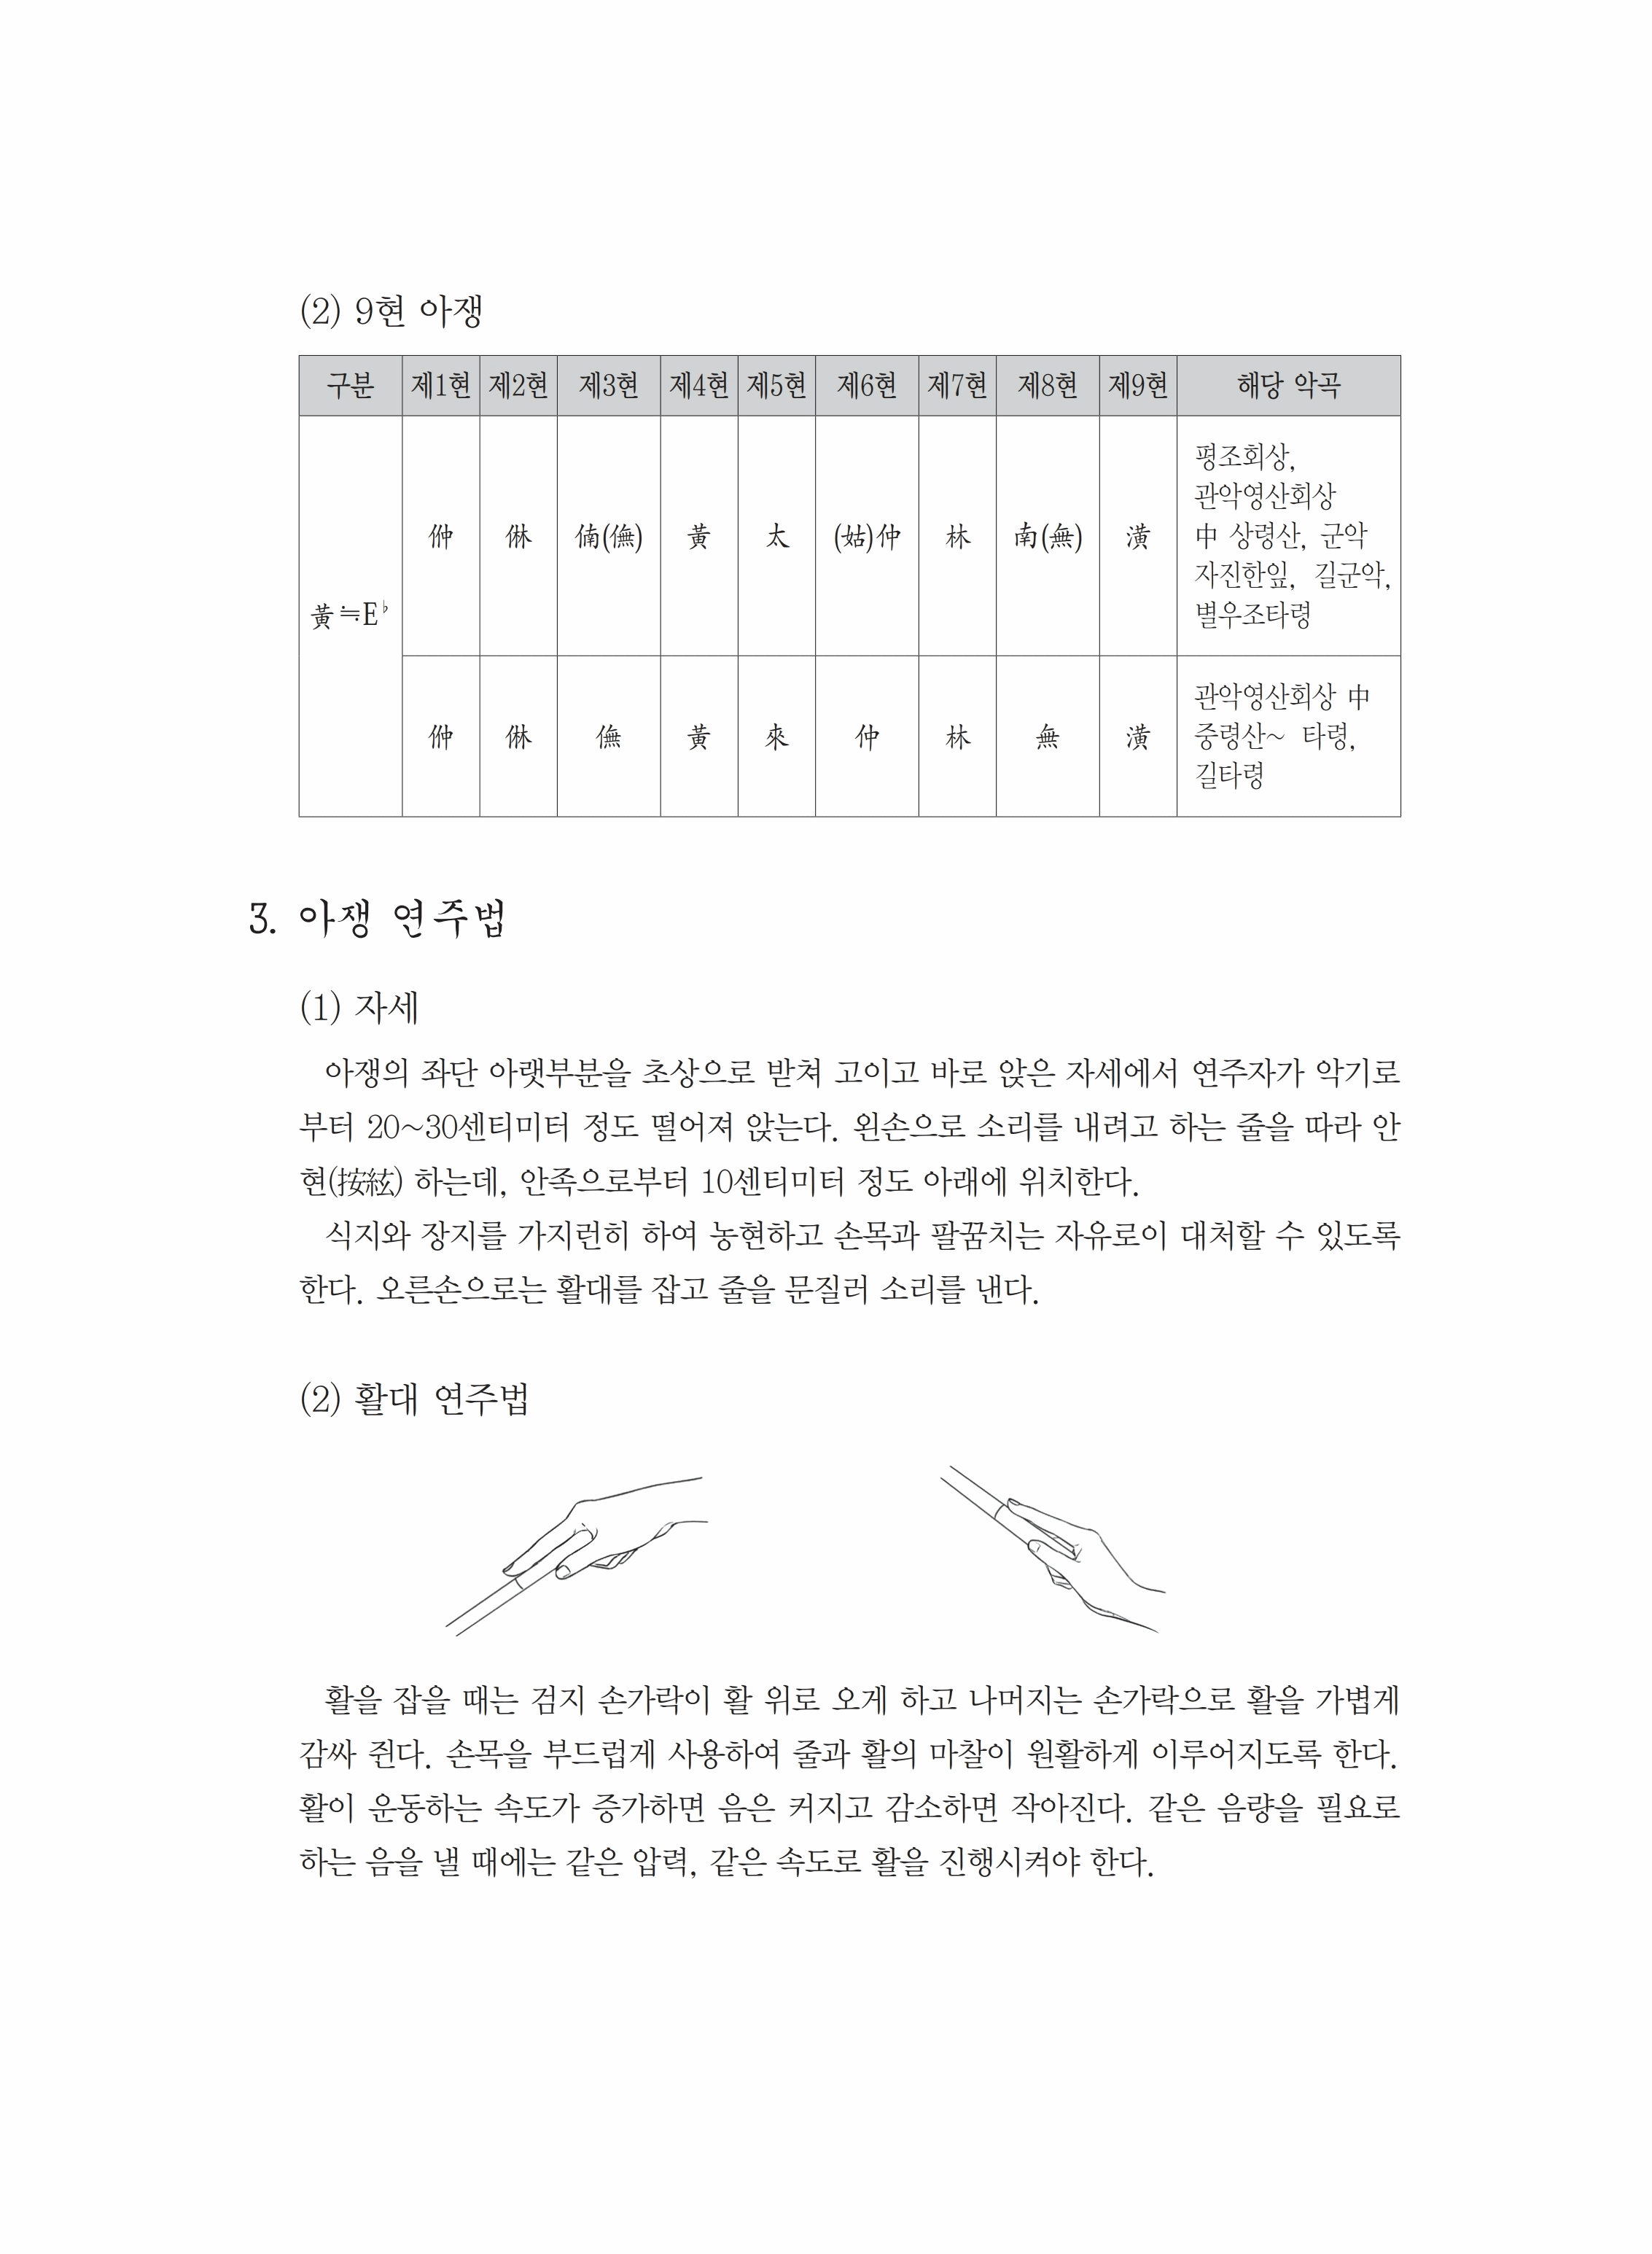 (2) 9현 아쟁
구분 제1현 제2현 제3현 제4현 제5현 제6현 제7현 제8현 제9현 해당 악곡
黃≒E♭
㑖 㑣 㑲(㒇) 黃 太 (姑)仲 林 南(無) 潢
평조회상,
관악영산회상
中 상령산, 군악
자진한잎, 길군악,
별우조타령
㑖 㑣 㒇 黃 來 仲 林 無 潢
관악영산회상 中
중령산~ 타령,
길타령
3. 아쟁 연주법
(1) 자세
아쟁의 좌단 아랫부분을 초상으로 받쳐 고이고 바로 앉은 자세에서 연주자가 악기로
부터 20~30센티미터 정도 떨어져 앉는다. 왼손으로 소리를 내려고 하는 줄을 따라 안
현(按絃) 하는데, 안족으로부터 10센티미터 정도 아래에 위치한다.
식지와 장지를 가지런히 하여 농현하고 손목과 팔꿈치는 자유로이 대처할 수 있도록
한다. 오른손으로는 활대를 잡고 줄을 문질러 소리를 낸다.
(2) 활대 연주법
활을 잡을 때는 검지 손가락이 활 위로 오게 하고 나머지는 손가락으로 활을 가볍게
감싸 쥔다. 손목을 부드럽게 사용하여 줄과 활의 마찰이 원활하게 이루어지도록 한다.
활이 운동하는 속도가 증가하면 음은 커지고 감소하면 작아진다. 같은 음량을 필요로
하는 음을 낼 때에는 같은 압력, 같은 속도로 활을 진행시켜야 한다.